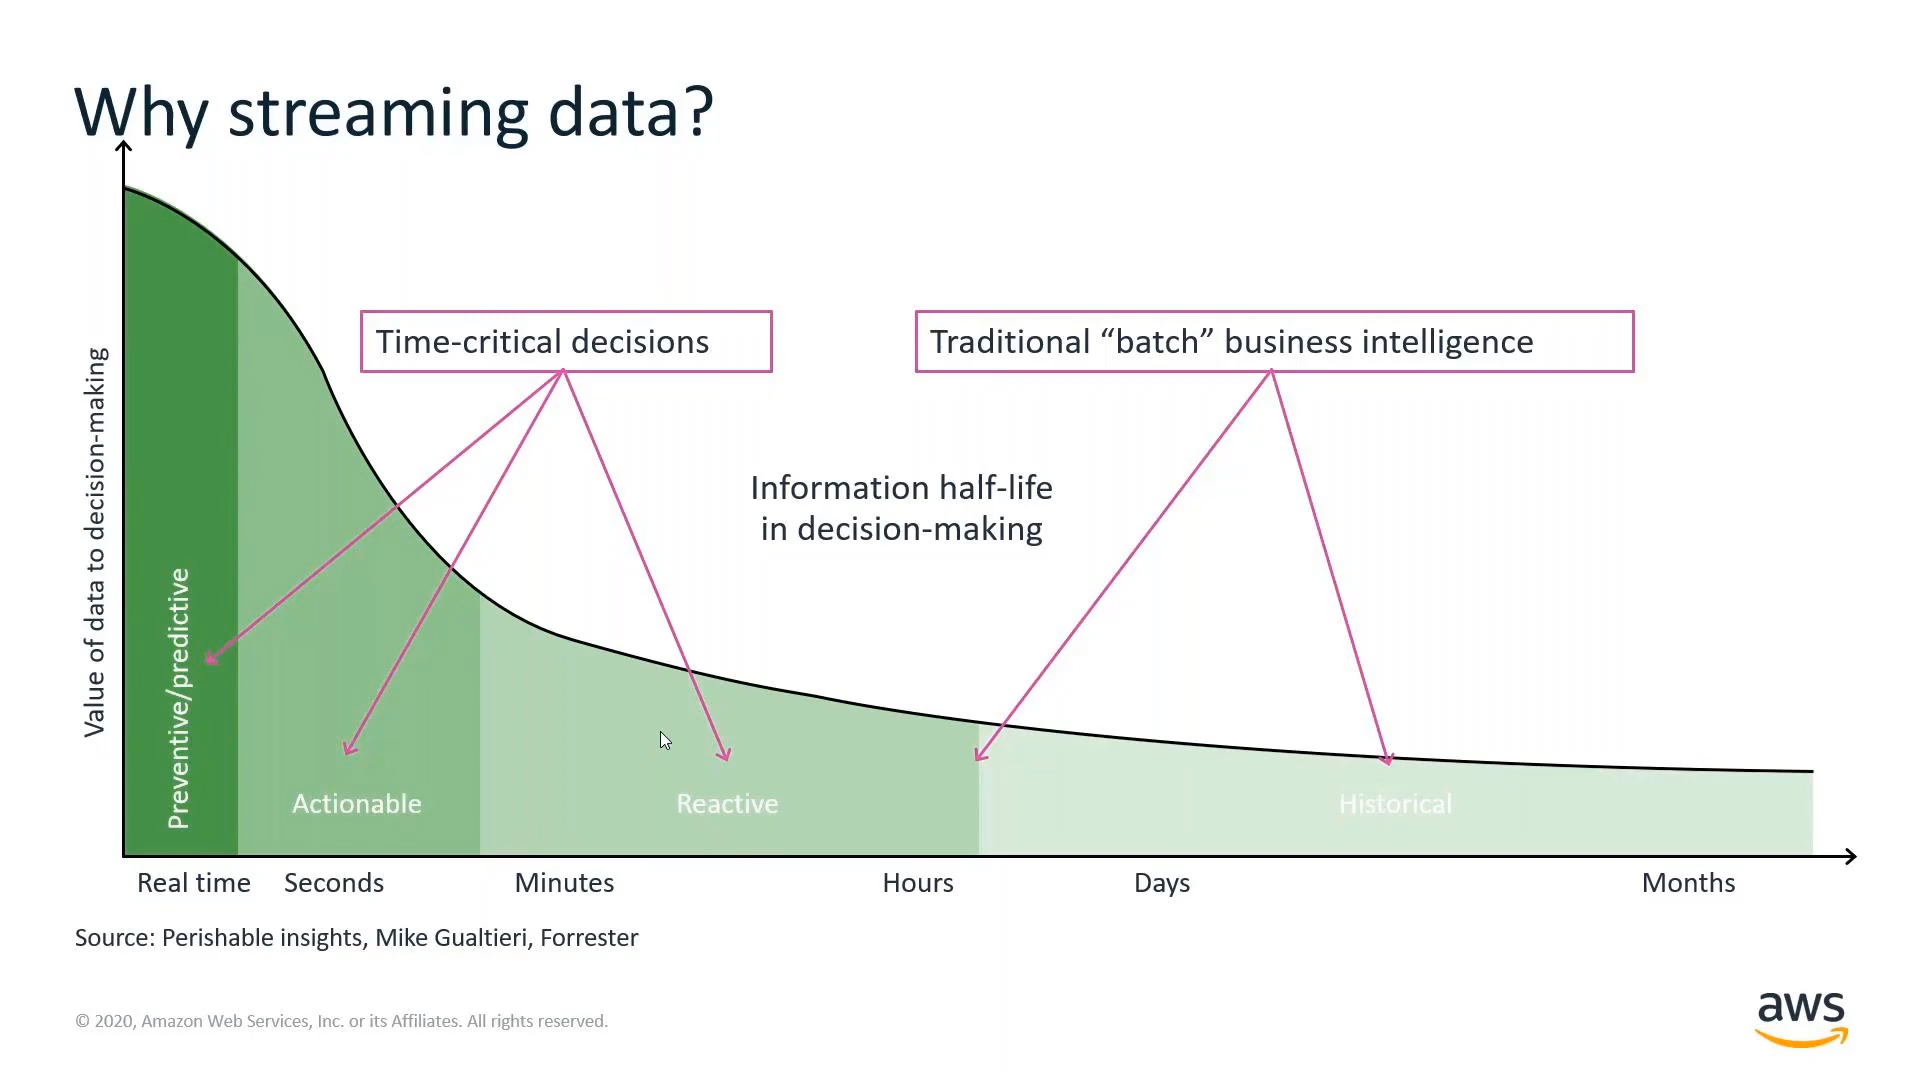 Why streaming data?
Value of data to decision-making
Time-critical decisions
Traditional “batch” business intelligence
Information half-life
in decision-making
Preventive/predictive
Actionable
Reactive
Historical
Real time
Seconds
Minutes
Hours
Days
Months
Source: Perishable insights, Mike Gualtieri, Forrester
© 2020, Amazon Web Services, Inc. or its Affiliates. All rights reserved.
aws